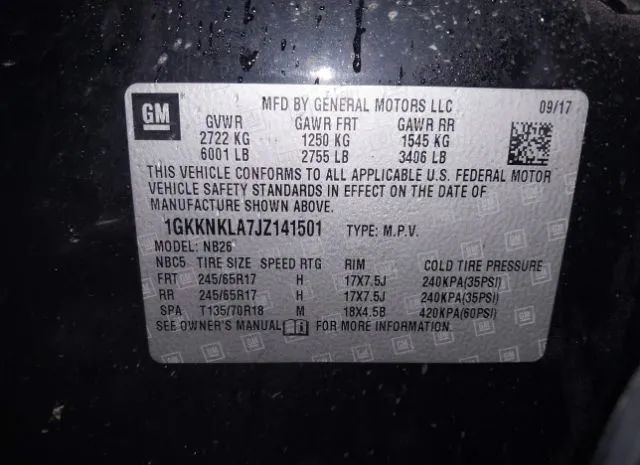 GM
MFD BY GENERAL MOTORS LLC 09/17
GVWR GAWR FRT GAWR RR
2722 KG 1250 KG 1545 KG
6001 LB 2755 LB 3406 LB
THIS VEHICLE CONFORMS TO ALL APPLICABLE U.S. FEDERAL MOTOR
VEHICLE SAFETY STANDARDS IN EFFECT ON THE DATE OF
MANUFACTURE SHOWN ABOVE.
1GKKNKLA7JZ141501 TYPE: M.P.V.
MODEL: NB26
NBC5 TIRE SIZE SPEED RTG RIM COLD TIRE PRESSURE
FRT 245/65R17 H 17X7.5J 240KPA(35PSI)
RR 245/65R17 H 17X7.5J 240KPA(35PSI)
SPA T135/70R18 M 18X4.5B 420KPA(60PSI)
SEE OWNER'S MANUAL FOR MORE INFORMATION.